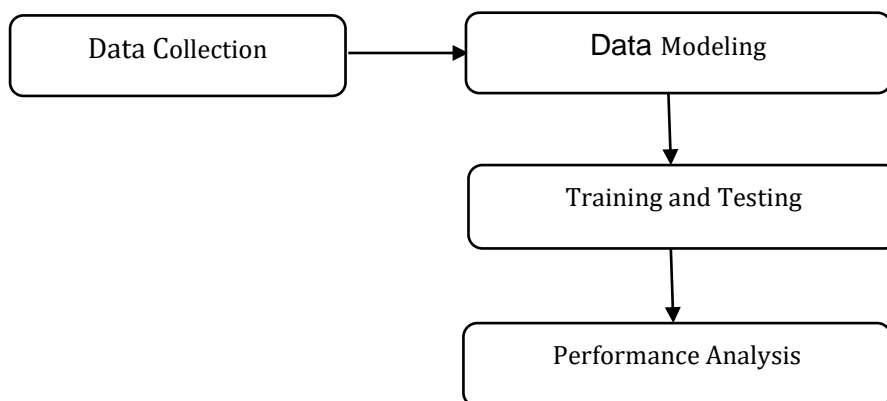 Data Collection
Data Modeling
Training and Testing
Performance Analysis